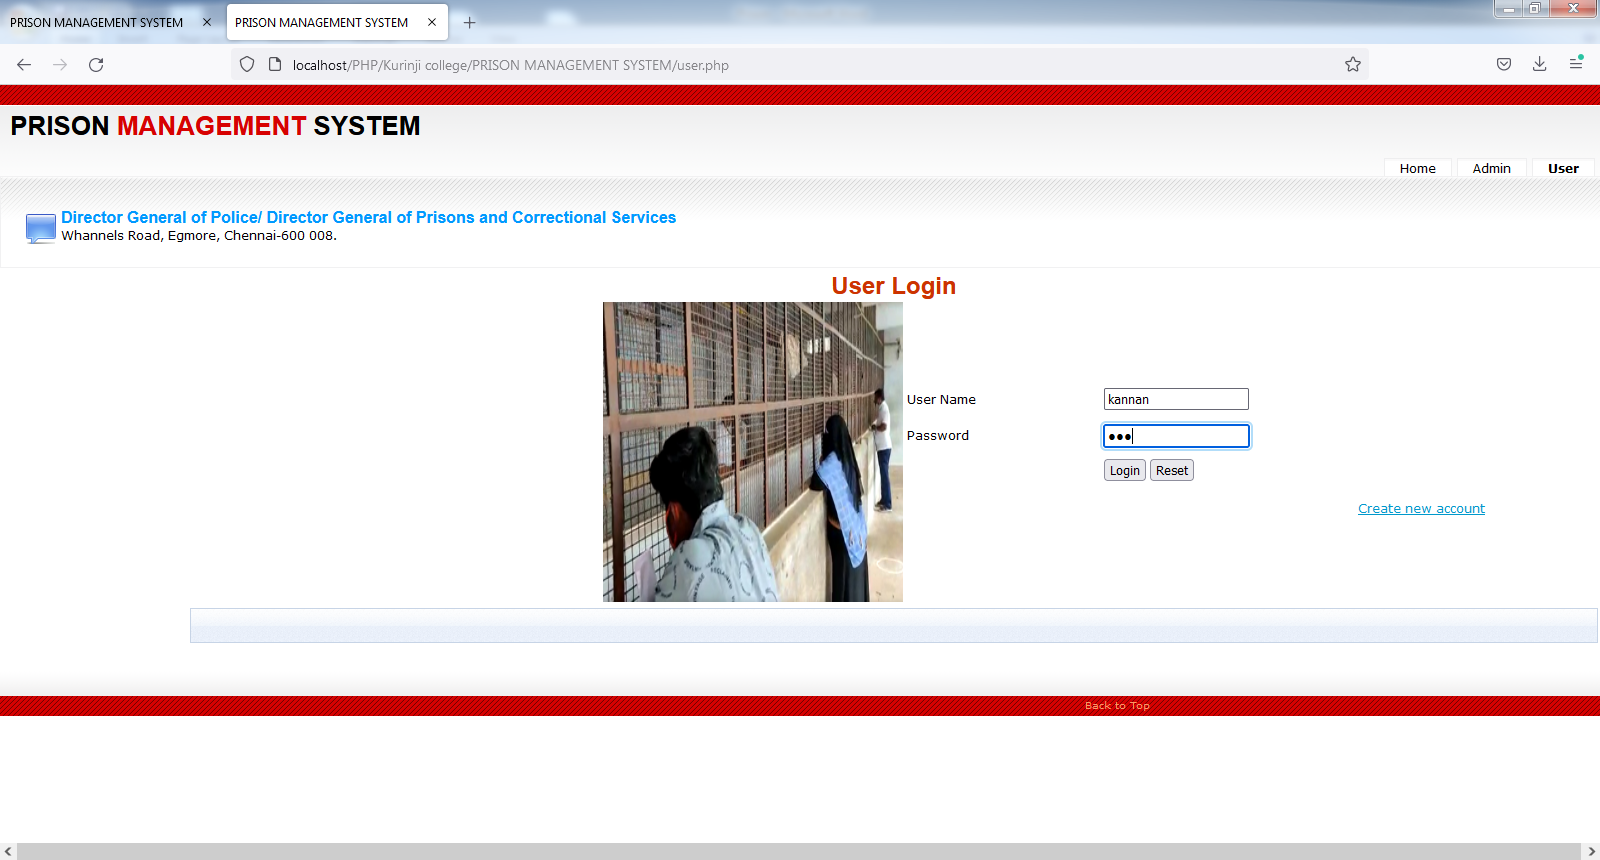 PRISON MANAGEMENT SYSTEM
PRISON MANAGEMENT SYSTEM
localhost/PHP/Kurinji college/PRISON MANAGEMENT SYSTEM/user.php
PRISON MANAGEMENT SYSTEM
Home Admin User
Director General of Police/ Director General of Prisons and Correctional Services
Whannels Road, Egmore, Chennai-600 008.
User Login
User Name kannan
Password
Login Reset
Create new account
Back to Top